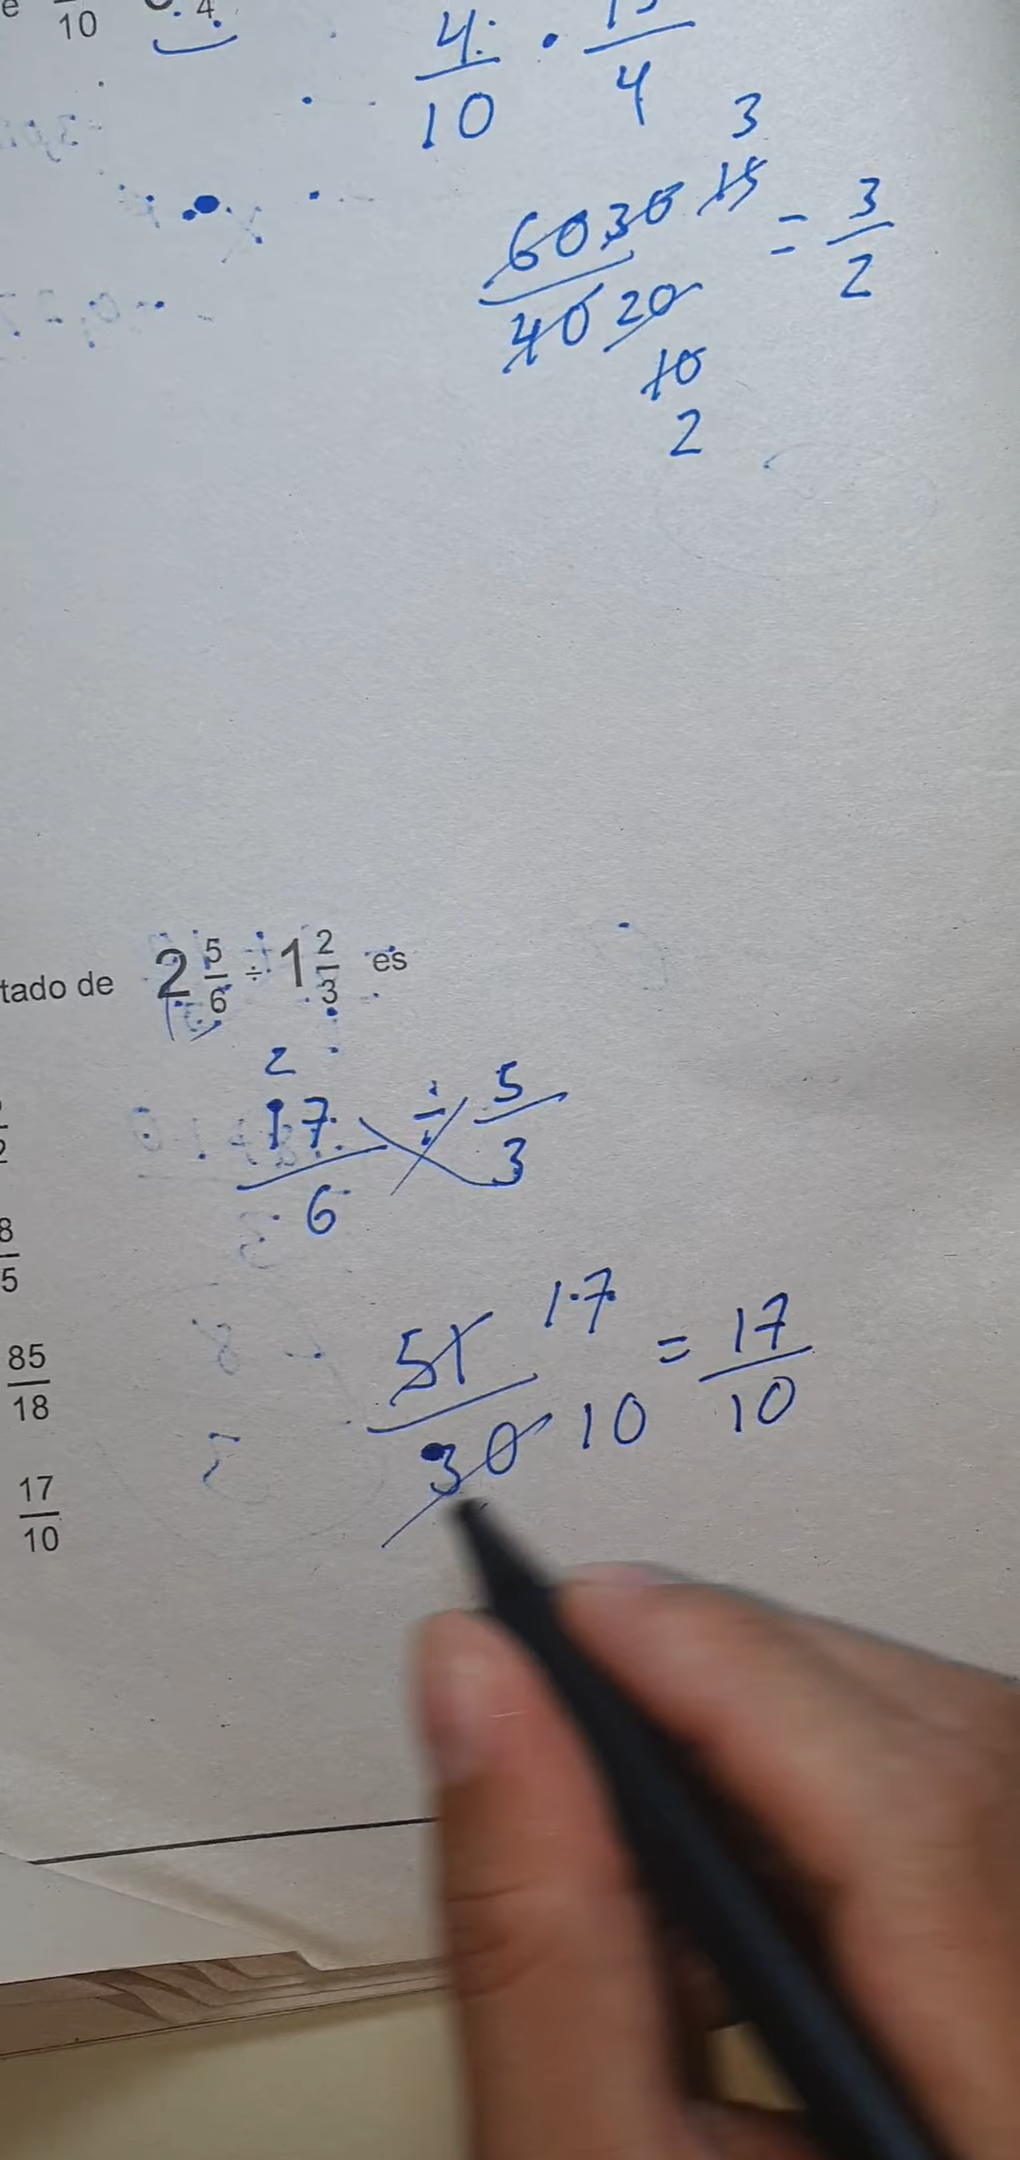 10 4
4 / 10 · / 4
3
60 30 15 / 40 20 = 3 / 2
10
2
tado de 2 5/6 ÷ 1 2/3 es
2
17 / 6 ÷ 5 / 3
8 / 5
51 17 / 30 10 = 17 / 10
85 / 18
17 / 10